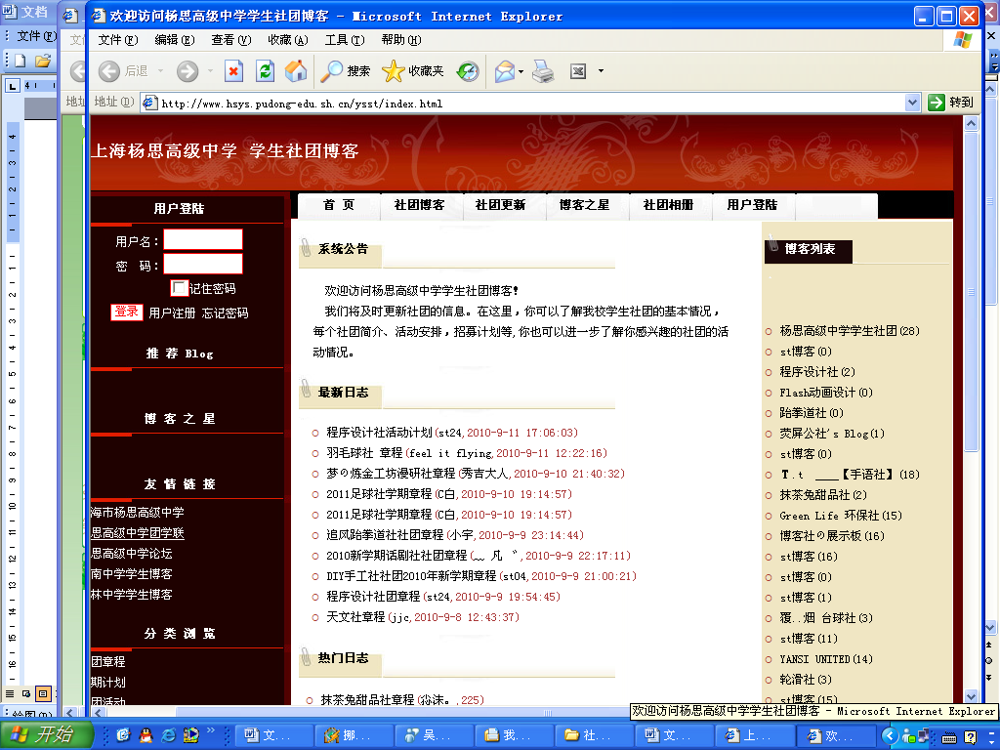 文档
欢迎访问杨思高级中学学生社团博客 - Microsoft Internet Explorer
文件(F)
文件(F) 编辑(E) 查看(V) 收藏(A) 工具(T) 帮助(H)
后退 搜索 收藏夹
地址
地址(D) http://www.hsys.pudong-edu.sh.cn/ysst/index.html 转到
上海杨思高级中学 学生社团博客
用户登陆
首 页 社团博客 社团更新 博客之星 社团相册 用户登陆
用户名：
密 码：
记住密码
登录 用户注册 忘记密码
推 荐 Blog
博 客 之 星
友 情 链 接
海市杨思高级中学
思高级中学团学联
思高级中学论坛
南中学学生博客
林中学学生博客
分 类 浏 览
团章程
期计划
团活动
系统公告
欢迎访问杨思高级中学学生社团博客！
我们将及时更新社团的信息。在这里，你可以了解我校学生社团的基本情况，
每个社团简介、活动安排，招募计划等，你也可以进一步了解你感兴趣的社团的活
动情况。
最新日志
程序设计社活动计划(st24,2010-9-11 17:06:03)
羽毛球社 章程(feel it flying,2010-9-11 12:22:16)
梦の炼金工坊漫研社章程(秀吉大人,2010-9-10 21:40:32)
2011足球社学期章程(C白,2010-9-10 19:14:57)
2011足球社学期章程(C白,2010-9-10 19:14:57)
追风跆拳道社社团章程(小宇,2010-9-9 23:14:44)
2010新学期话剧社社团章程(﹏ 凡 〝,2010-9-9 22:17:11)
DIY手工社社团2010年新学期章程(st04,2010-9-9 21:00:21)
程序设计社团章程(st24,2010-9-9 19:54:45)
天文社章程(jjc,2010-9-8 12:43:37)
热门日志
抹茶兔甜品社章程(尛沫。,225)
博客列表
杨思高级中学学生社团(28)
st博客(0)
程序设计社(2)
Flash动画设计(0)
跆拳道社(0)
荧屏公社's Blog(1)
st博客(0)
T.t ____【手语社】(18)
抹茶兔甜品社(2)
Green Life 环保社(15)
博客社の展示板(16)
st博客(16)
st博客(0)
st博客(1)
覆..烟 台球社(3)
st博客(11)
YANSI UNITED(14)
轮滑社(3)
st博客(15)
欢迎访问杨思高级中学学生社团博客 - Microsoft Internet Explorer
开始 文... 挪... 吴... 我... 社... 文... 上... 欢...